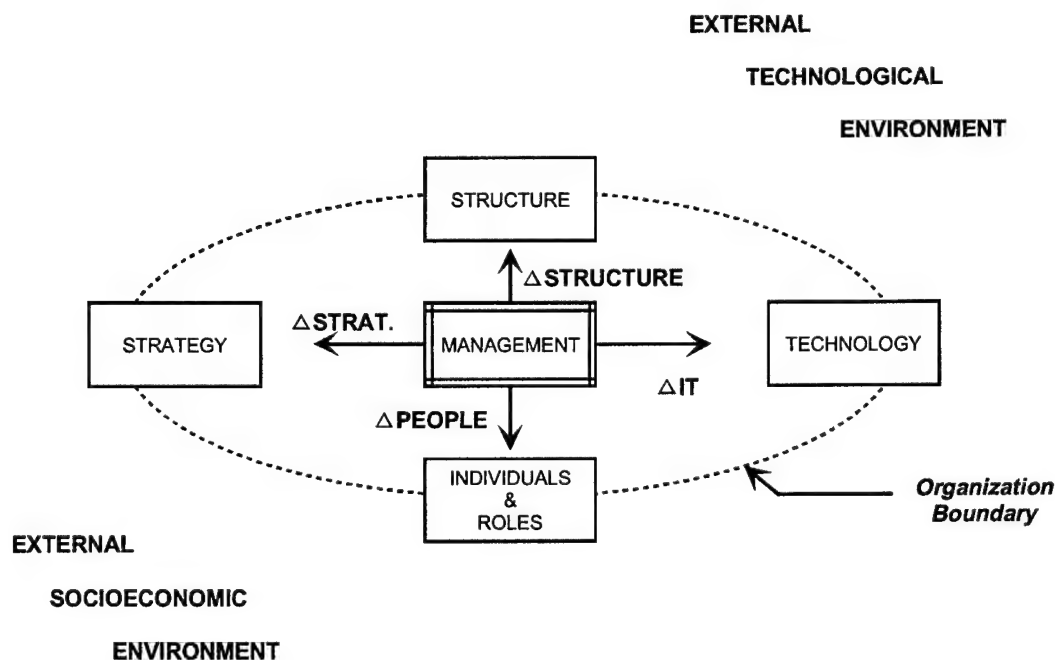 EXTERNAL
TECHNOLOGICAL
ENVIRONMENT
STRUCTURE
△STRUCTURE
STRATEGY
△STRAT.
MANAGEMENT
TECHNOLOGY
△IT
△PEOPLE
INDIVIDUALS
&
ROLES
Organization
Boundary
EXTERNAL
SOCIOECONOMIC
ENVIRONMENT